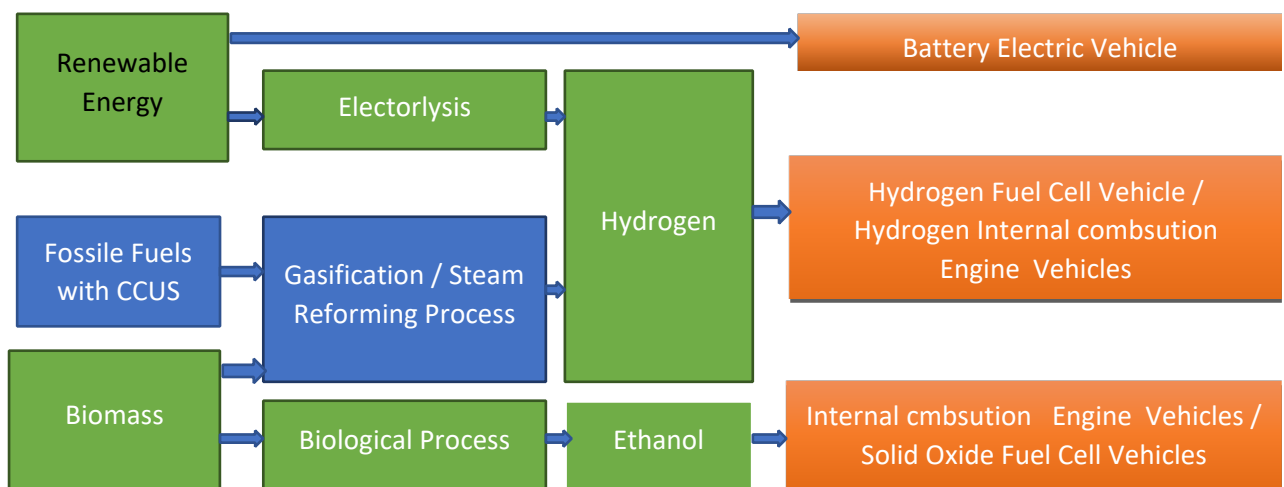 Renewable
Energy
Battery Electric Vehicle
Electorlysis
Hydrogen
Hydrogen Fuel Cell Vehicle /
Hydrogen Internal combsution
Engine Vehicles
Fossile Fuels
with CCUS
Gasification / Steam
Reforming Process
Biomass
Biological Process
Ethanol
Internal cmbsution Engine Vehicles /
Solid Oxide Fuel Cell Vehicles